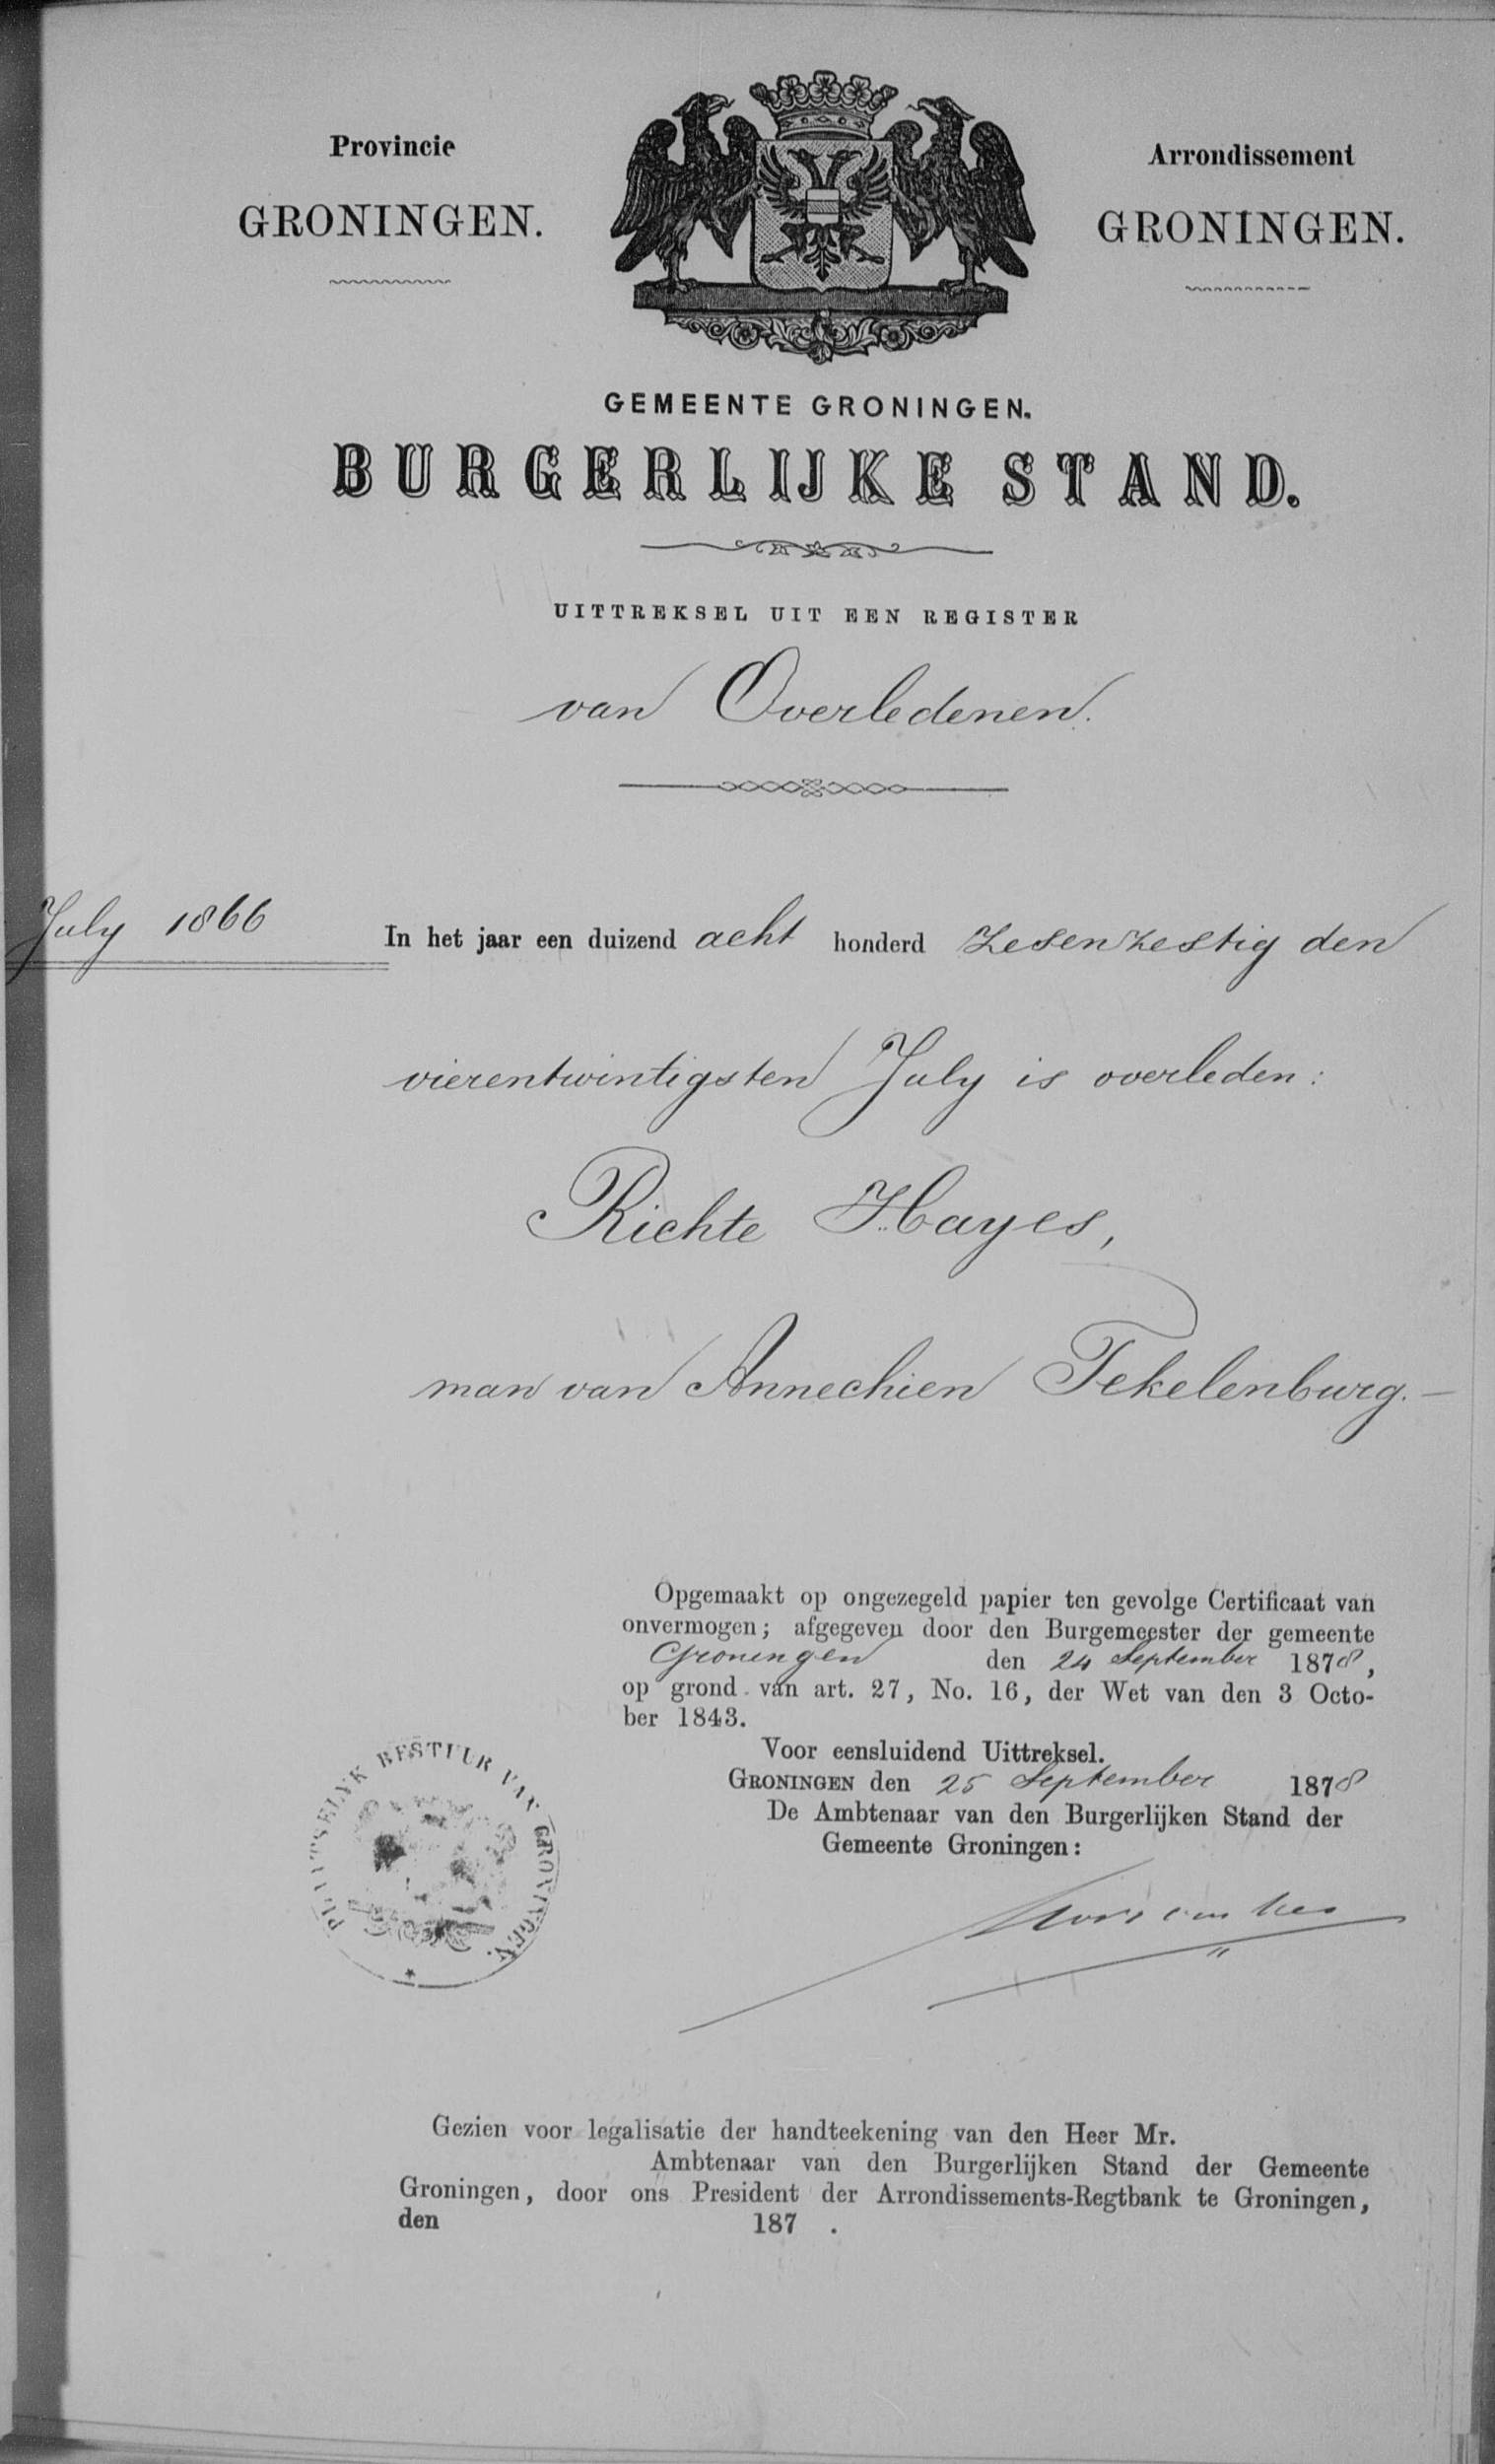 Provincie
GRONINGEN.
Arrondissement
GRONINGEN.
GEMEENTE GRONINGEN.
BURGERLIJKE STAND.
UITTREKSEL UIT EEN REGISTER
van Overledenen.
July 1866
In het jaar een duizend acht honderd zesenzestig den
vierentwintigsten July is overleden:
Richte Hayes,
man van Annechien Tekelenburg.—
Opgemaakt op ongezegeld papier ten gevolge Certificaat van
onvermogen; afgegeven door den Burgemeester der gemeente
Groningen den 24 September 1878,
op grond van art. 27, No. 16, der Wet van den 3 Octo-
ber 1843.
Voor eensluidend Uittreksel.
GRONINGEN den 25 September 1878
De Ambtenaar van den Burgerlijken Stand der
Gemeente Groningen:
PLAATSELYK BESTUUR VAN GRONINGEN.
Gezien voor legalisatie der handteekening van den Heer Mr.
Ambtenaar van den Burgerlijken Stand der Gemeente
Groningen, door ons President der Arrondissements-Regtbank te Groningen,
den 187 .